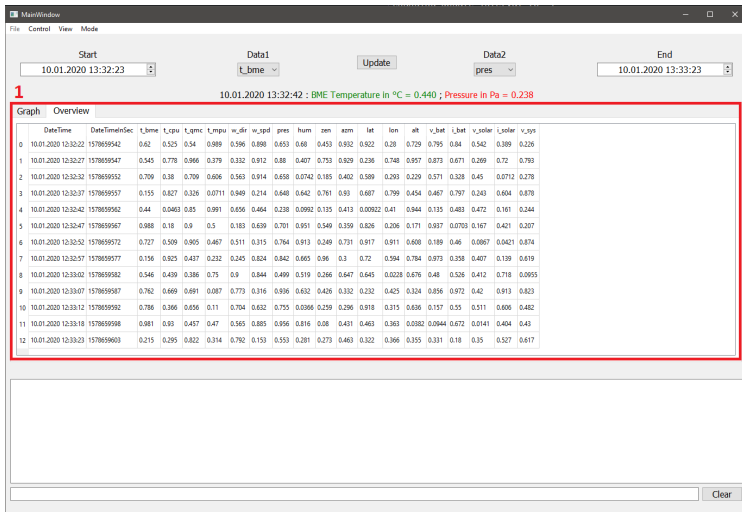 MainWindow
File Control View Mode
Start Data1 Data2 End
10.01.2020 13:32:23 t_bme Update pres 10.01.2020 13:33:23
1
10.01.2020 13:32:42 : BME Temperature in °C = 0.440 ; Pressure in Pa = 0.238
Graph Overview
DateTime DateTimeInSec t_bme t_cpu t_qmc t_mpu w_dir w_spd pres hum zen azm lat lon alt v_bat i_bat v_solar i_solar v_sys
0 10.01.2020 12:32:22 1578659542 0.62 0.525 0.54 0.989 0.596 0.898 0.653 0.68 0.453 0.932 0.922 0.28 0.729 0.795 0.84 0.542 0.389 0.226
1 10.01.2020 12:32:27 1578659547 0.545 0.778 0.966 0.379 0.332 0.912 0.88 0.407 0.753 0.929 0.236 0.748 0.957 0.873 0.671 0.269 0.72 0.793
2 10.01.2020 12:32:32 1578659552 0.709 0.38 0.709 0.606 0.563 0.914 0.658 0.0742 0.185 0.402 0.589 0.293 0.229 0.571 0.328 0.45 0.0712 0.278
3 10.01.2020 12:32:37 1578659557 0.155 0.827 0.326 0.0711 0.949 0.214 0.648 0.642 0.761 0.93 0.687 0.799 0.454 0.467 0.797 0.243 0.604 0.878
4 10.01.2020 12:32:42 1578659562 0.44 0.0463 0.85 0.991 0.656 0.464 0.238 0.0992 0.135 0.413 0.00922 0.41 0.944 0.135 0.483 0.472 0.161 0.244
5 10.01.2020 12:32:47 1578659567 0.988 0.18 0.9 0.5 0.183 0.639 0.701 0.951 0.549 0.359 0.826 0.206 0.171 0.937 0.0703 0.167 0.421 0.207
6 10.01.2020 12:32:52 1578659572 0.727 0.509 0.905 0.467 0.511 0.315 0.764 0.913 0.249 0.731 0.917 0.911 0.608 0.189 0.46 0.0867 0.0421 0.874
7 10.01.2020 12:32:57 1578659577 0.156 0.925 0.437 0.232 0.245 0.824 0.842 0.665 0.96 0.3 0.72 0.594 0.784 0.973 0.358 0.407 0.139 0.619
8 10.01.2020 12:33:02 1578659582 0.546 0.439 0.386 0.75 0.9 0.844 0.499 0.519 0.266 0.647 0.645 0.0228 0.676 0.48 0.526 0.412 0.718 0.0955
9 10.01.2020 12:33:07 1578659587 0.762 0.669 0.691 0.087 0.773 0.316 0.936 0.632 0.426 0.332 0.232 0.425 0.324 0.856 0.972 0.42 0.913 0.823
10 10.01.2020 12:33:12 1578659592 0.786 0.366 0.656 0.11 0.704 0.632 0.755 0.0366 0.259 0.296 0.918 0.315 0.636 0.157 0.55 0.511 0.606 0.482
11 10.01.2020 12:33:18 1578659598 0.981 0.93 0.457 0.47 0.565 0.885 0.956 0.816 0.08 0.431 0.463 0.363 0.0382 0.0944 0.672 0.0141 0.404 0.43
12 10.01.2020 12:33:23 1578659603 0.215 0.295 0.822 0.314 0.792 0.153 0.553 0.281 0.273 0.463 0.322 0.366 0.355 0.331 0.18 0.35 0.527 0.617
Clear